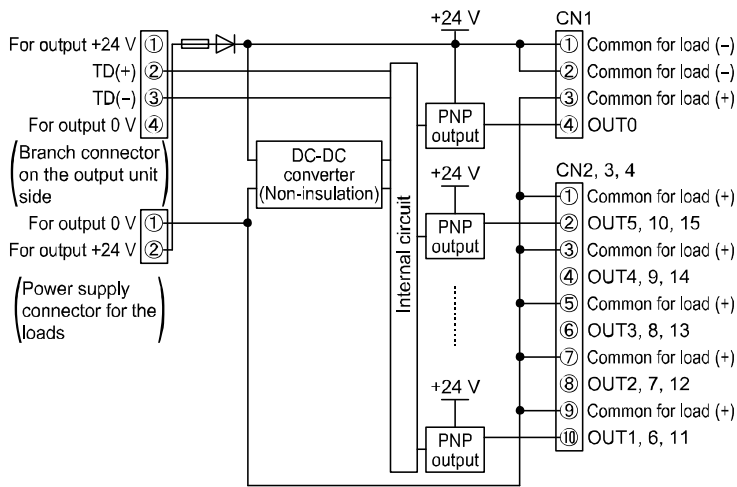 +24 V
CN1
For output +24 V ①
① Common for load (–)
TD(+) ②
② Common for load (–)
TD(–) ③
③ Common for load (+)
For output 0 V ④
PNP
output
④ OUT0
(Branch connector
on the output unit
side)
DC-DC
converter
(Non-insulation)
+24 V
CN2, 3, 4
① Common for load (+)
For output 0 V ①
PNP
output
② OUT5, 10, 15
For output +24 V ②
③ Common for load (+)
Internal circuit
④ OUT4, 9, 14
(Power supply
connector for the
loads)
⑤ Common for load (+)
⑥ OUT3, 8, 13
⑦ Common for load (+)
+24 V
⑧ OUT2, 7, 12
⑨ Common for load (+)
PNP
output
⑩ OUT1, 6, 11